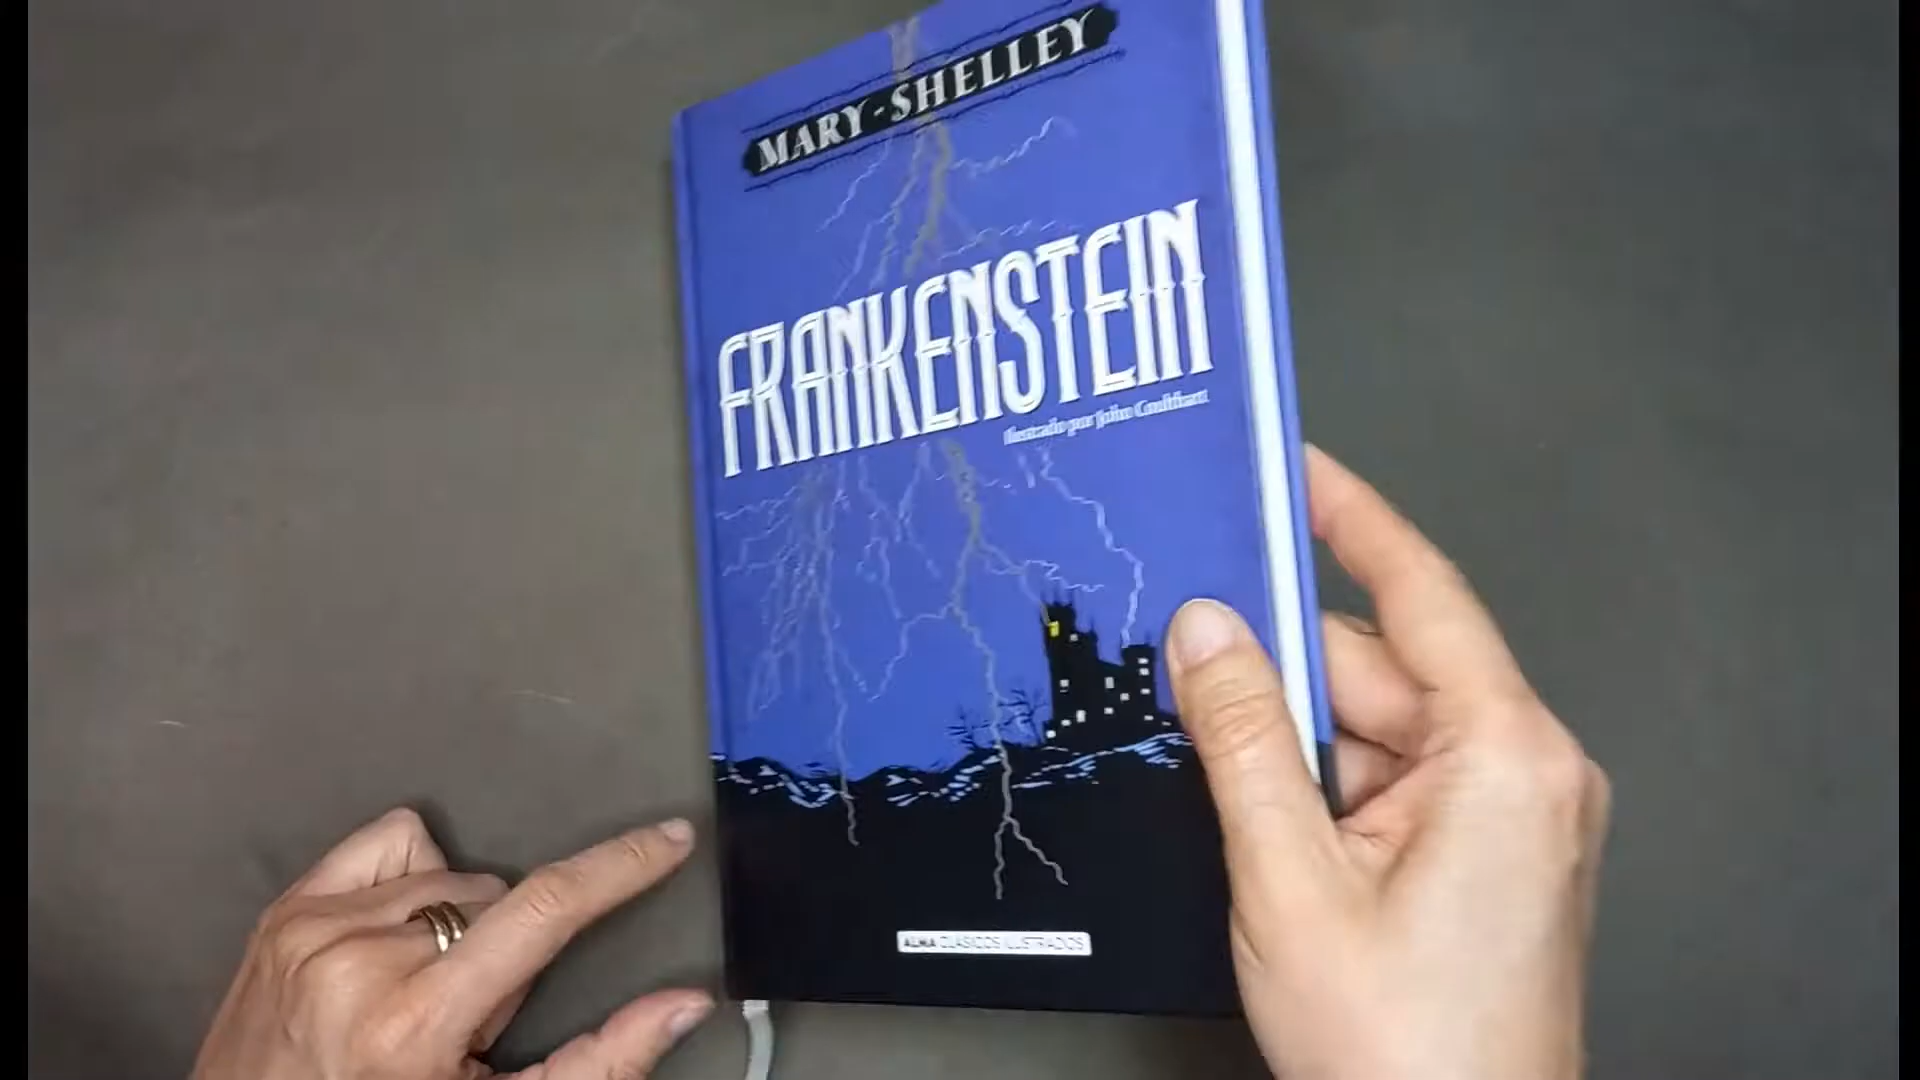 MARY-SHELLEY
FRANKENSTEIN
Ilustrado por John Coulthart
ALMA CLÁSICOS ILUSTRADOS